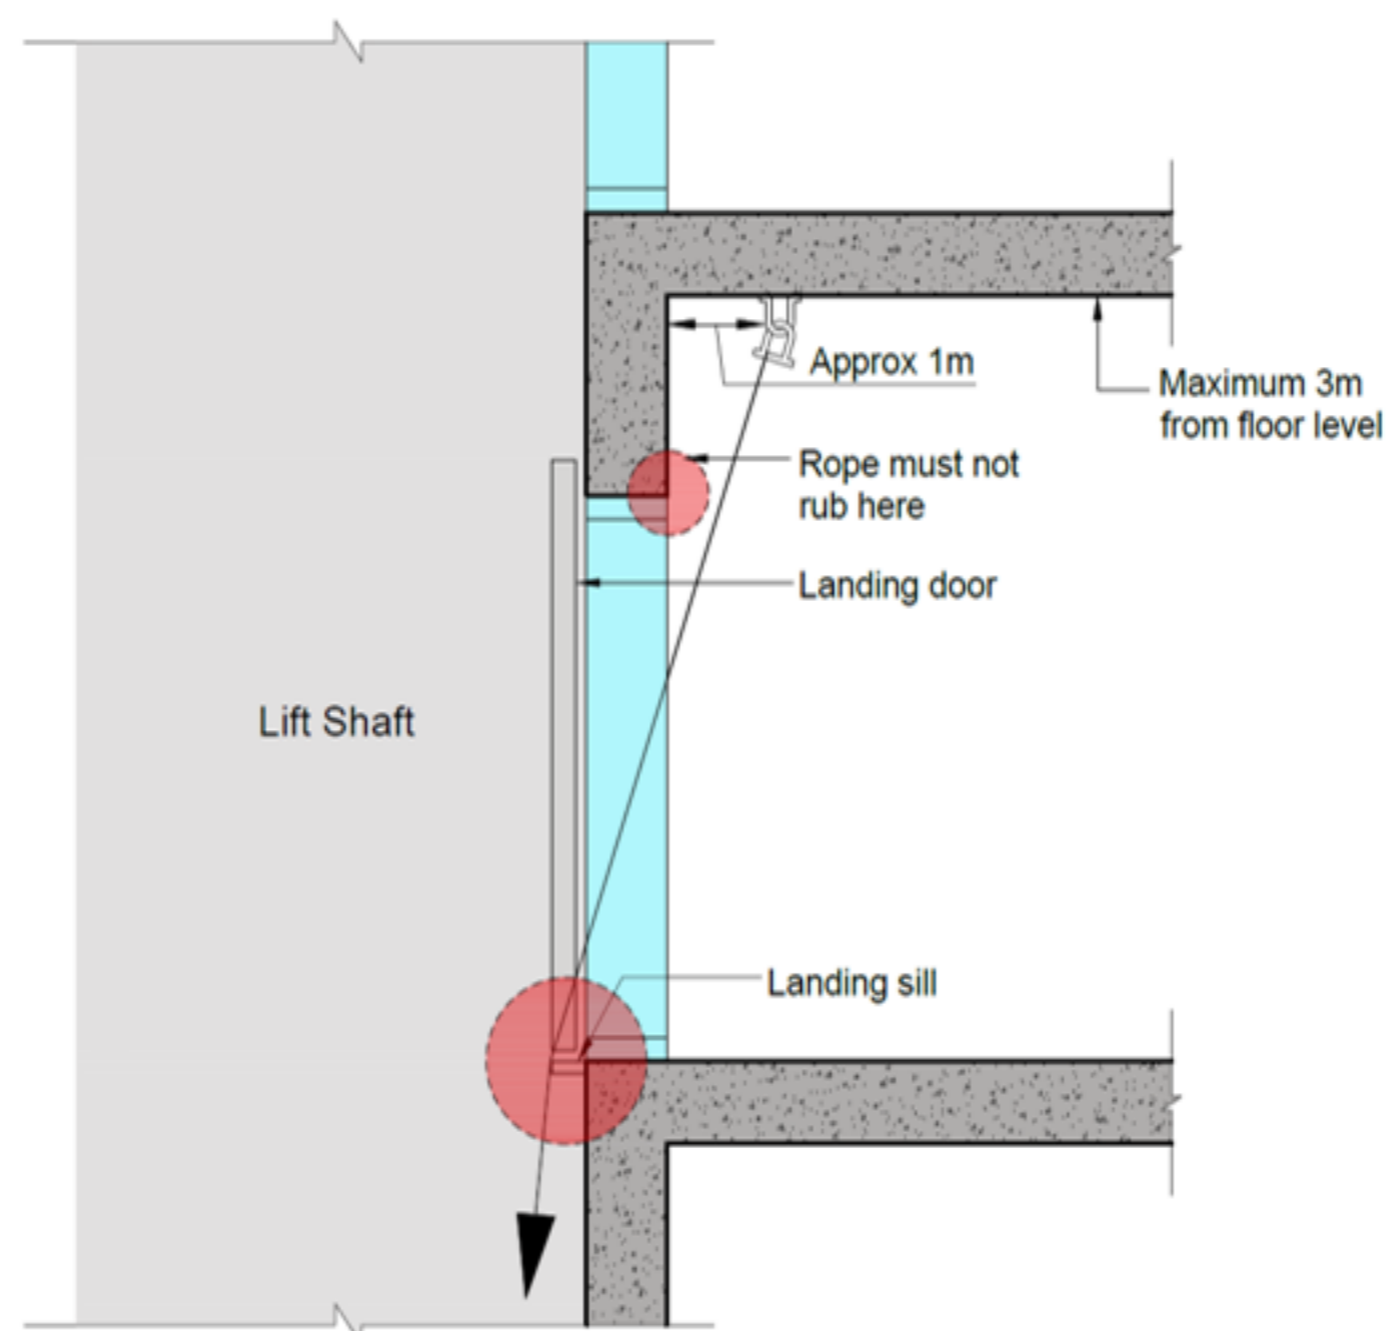 Approx 1m
Maximum 3m
from floor level
Rope must not
rub here
Landing door
Lift Shaft
Landing sill